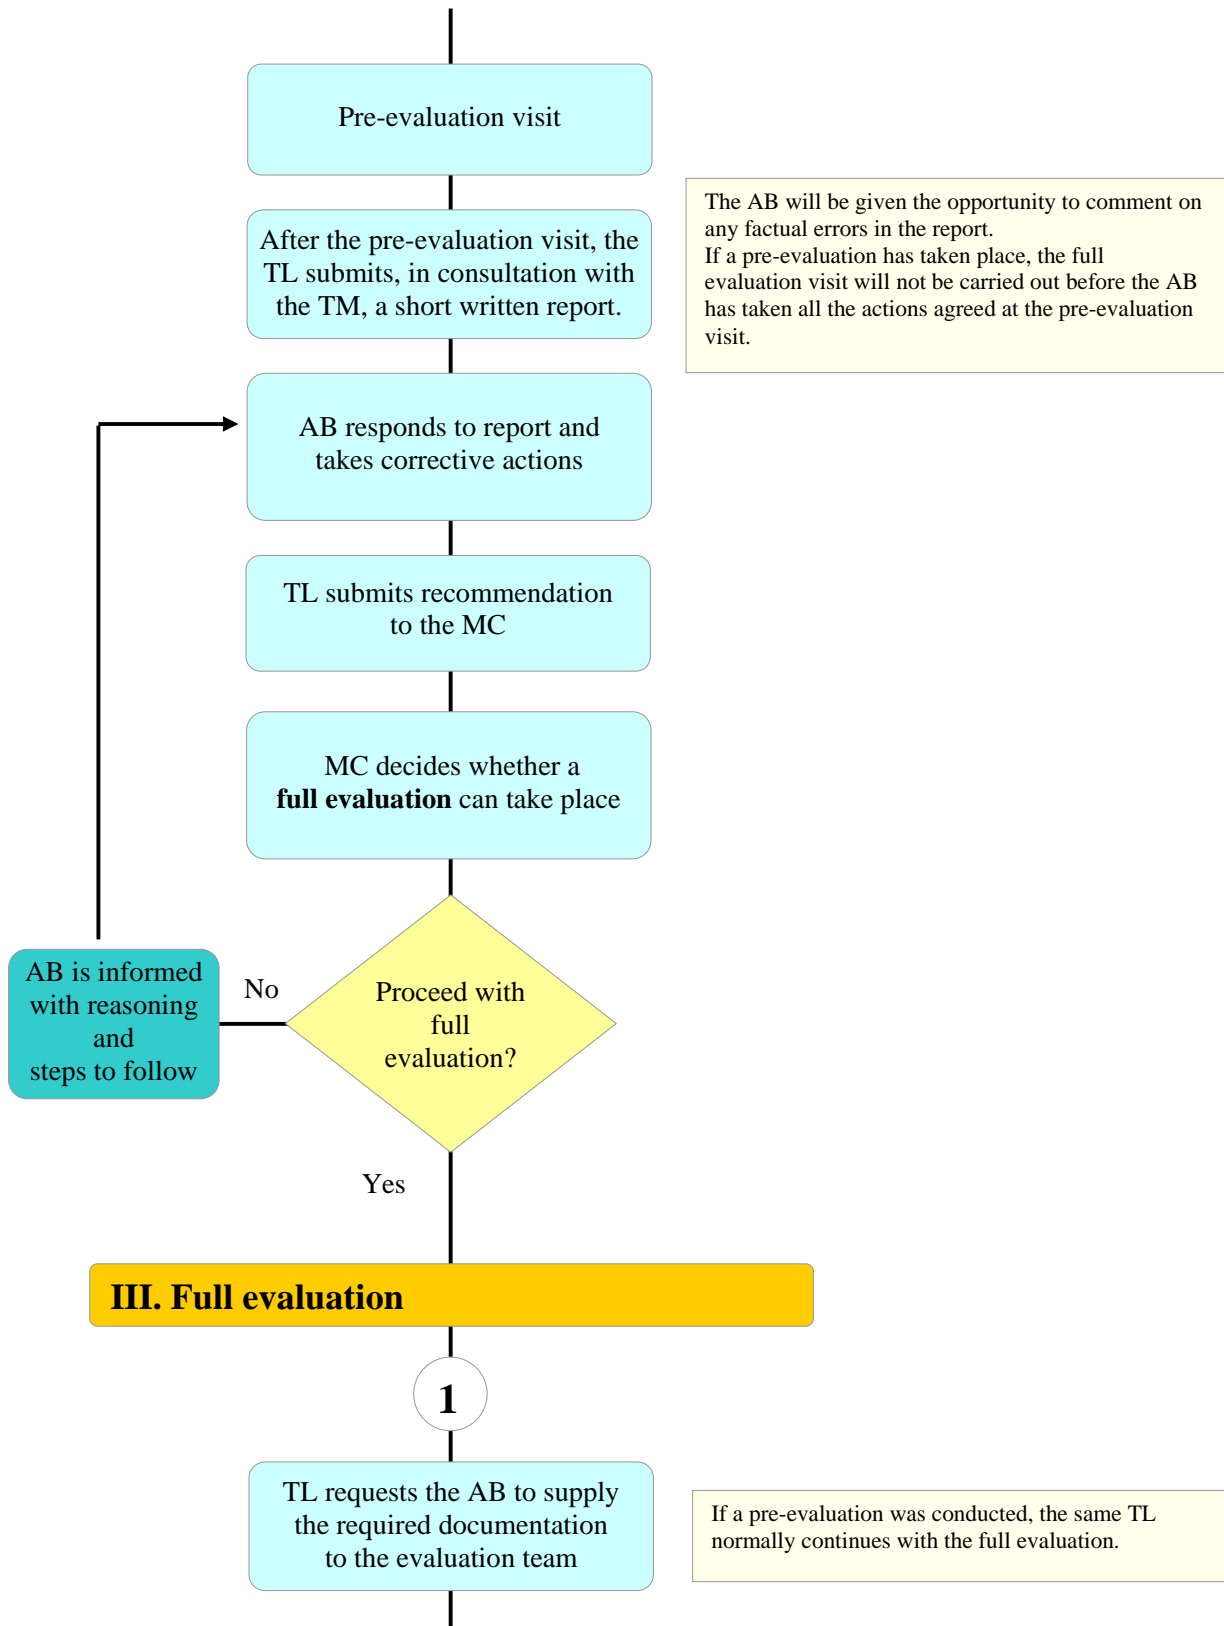 Pre-evaluation visit
After the pre-evaluation visit, the
TL submits, in consultation with
the TM, a short written report.
The AB will be given the opportunity to comment on
any factual errors in the report.
If a pre-evaluation has taken place, the full
evaluation visit will not be carried out before the AB
has taken all the actions agreed at the pre-evaluation
visit.
AB responds to report and
takes corrective actions
TL submits recommendation
to the MC
MC decides whether a
full evaluation can take place
AB is informed
with reasoning
and
steps to follow
No
Proceed with
full
evaluation?
Yes
III. Full evaluation
1
TL requests the AB to supply
the required documentation
to the evaluation team
If a pre-evaluation was conducted, the same TL
normally continues with the full evaluation.